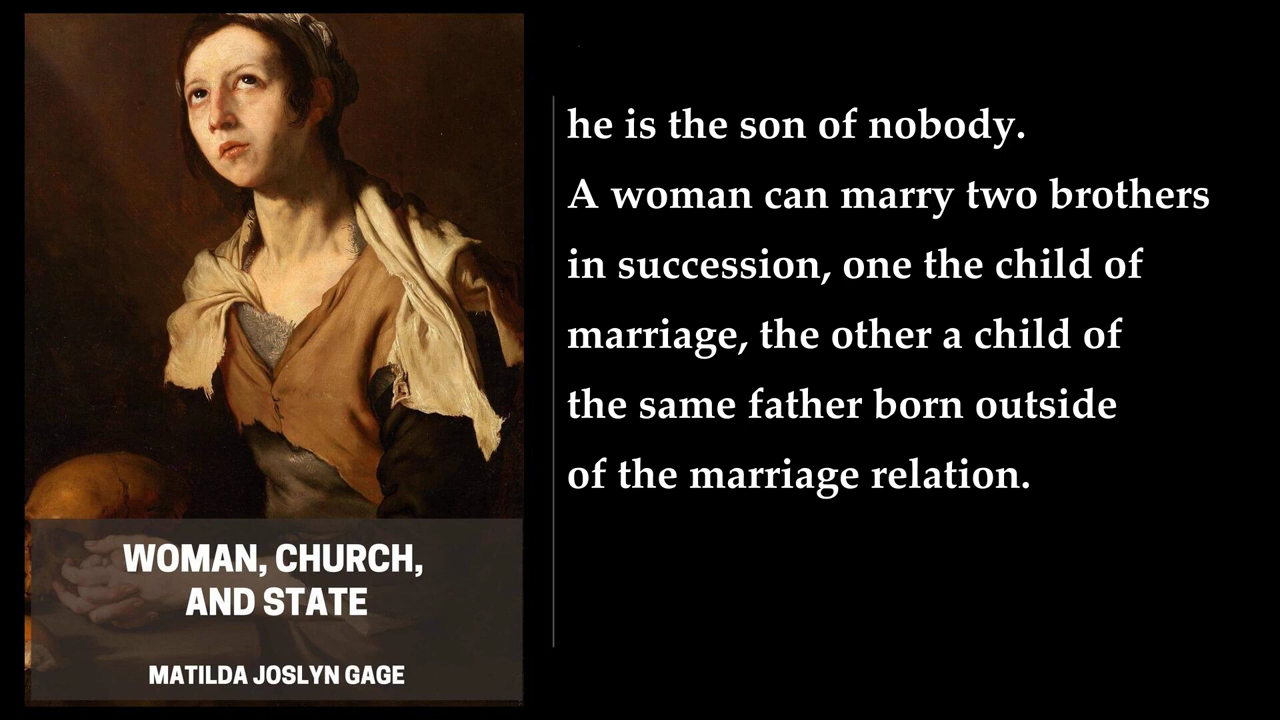 he is the son of nobody.
A woman can marry two brothers
in succession, one the child of
marriage, the other a child of
the same father born outside
of the marriage relation.
WOMAN, CHURCH,
AND STATE
MATILDA JOSLYN GAGE